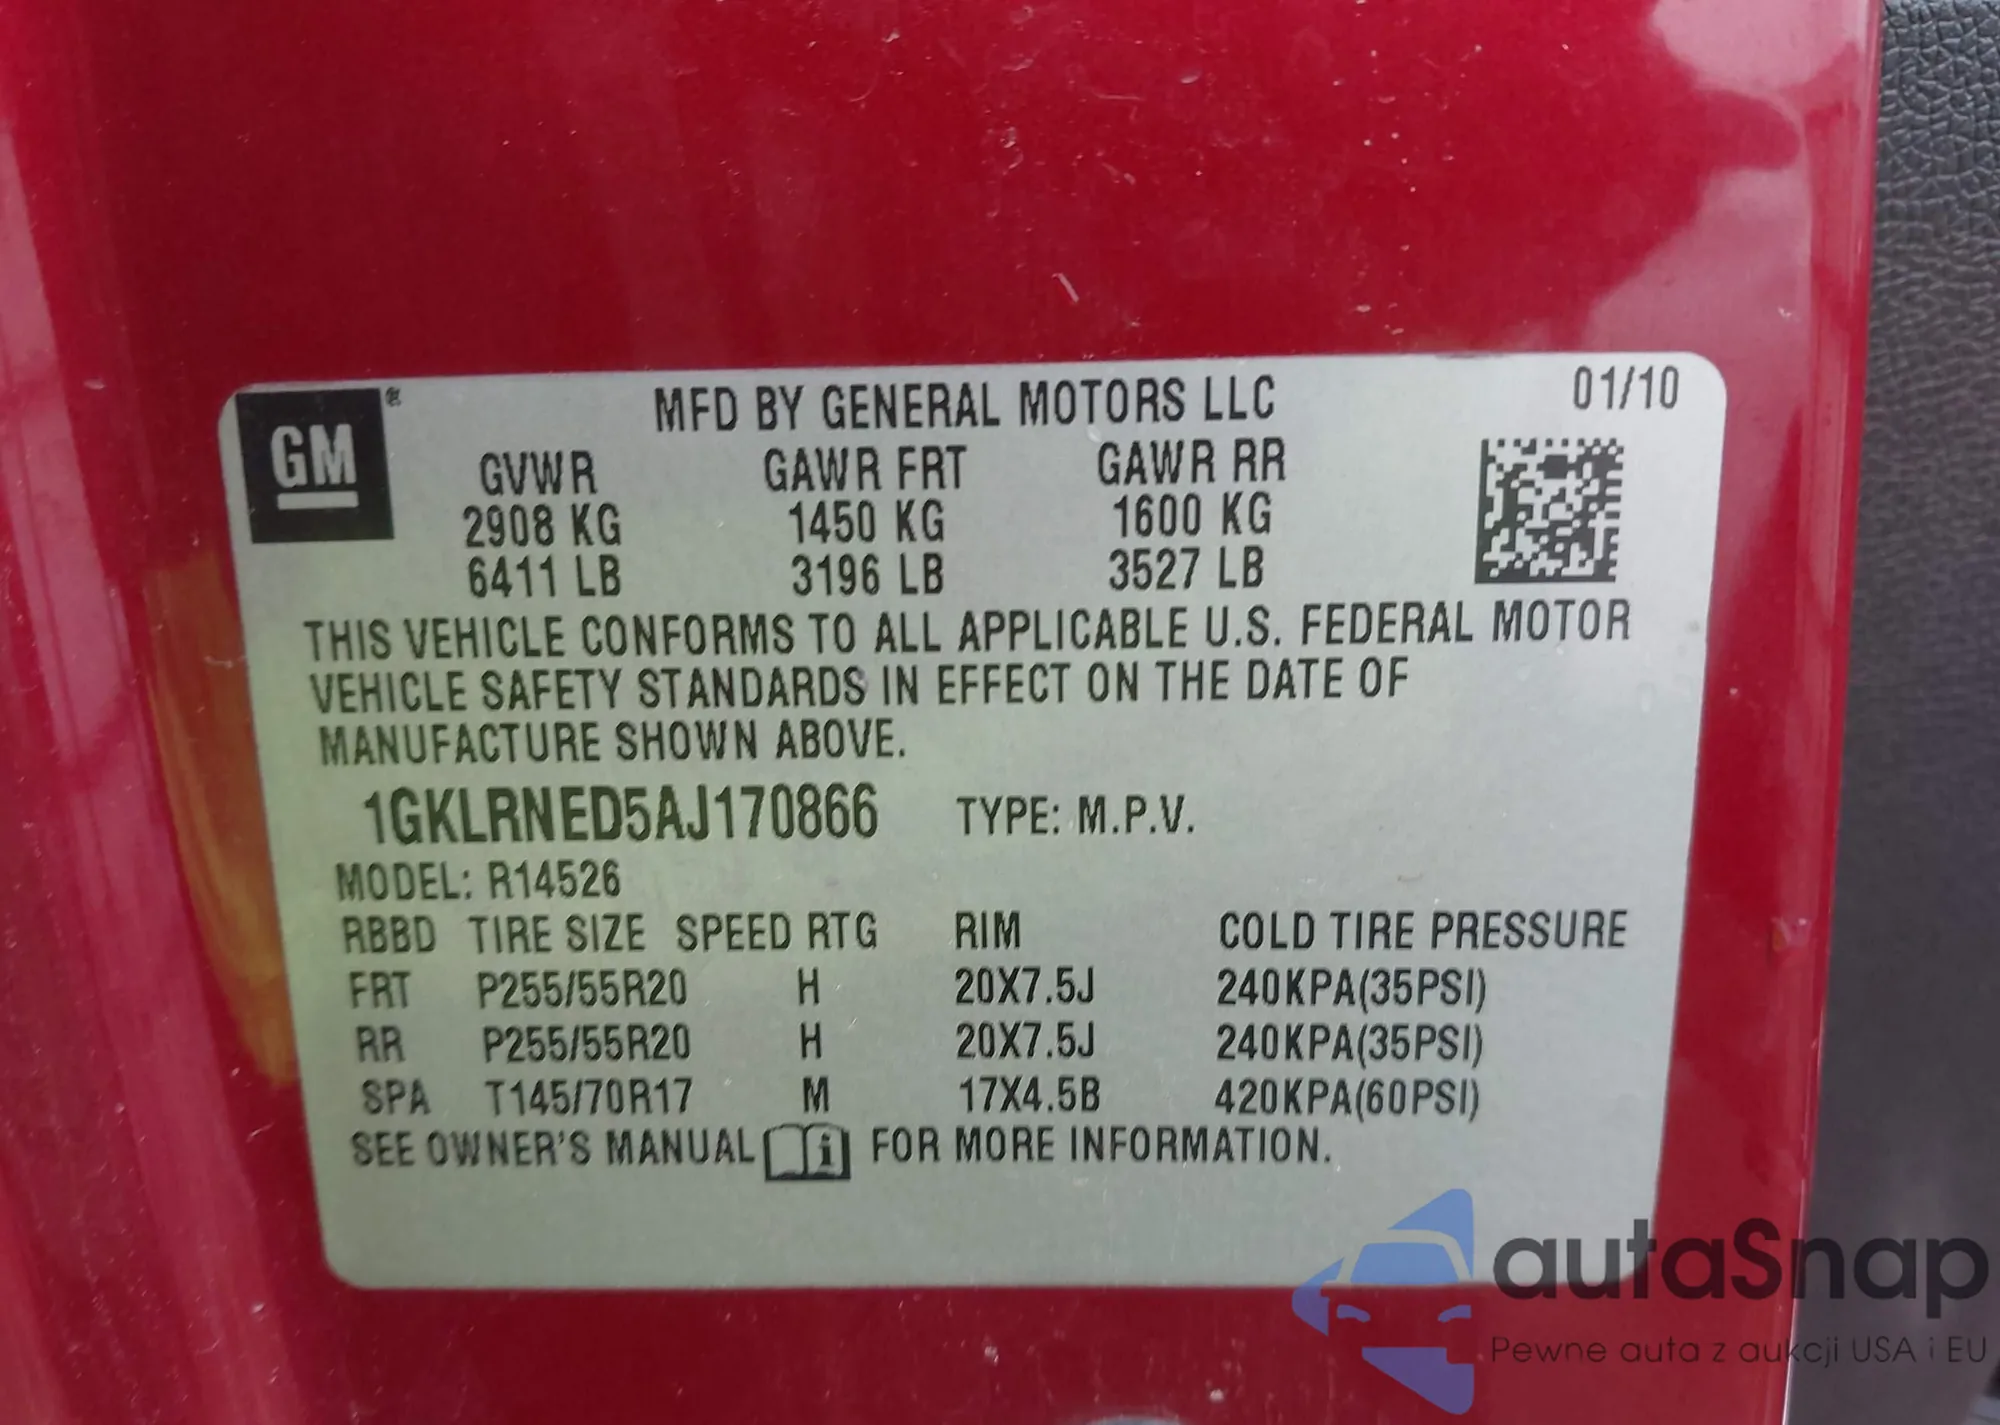 GM®
MFD BY GENERAL MOTORS LLC 01/10
GVWR GAWR FRT GAWR RR
2908 KG 1450 KG 1600 KG
6411 LB 3196 LB 3527 LB
THIS VEHICLE CONFORMS TO ALL APPLICABLE U.S. FEDERAL MOTOR
VEHICLE SAFETY STANDARDS IN EFFECT ON THE DATE OF
MANUFACTURE SHOWN ABOVE.
1GKLRNED5AJ170866 TYPE: M.P.V.
MODEL: R14526
RBBD TIRE SIZE SPEED RTG RIM COLD TIRE PRESSURE
FRT P255/55R20 H 20X7.5J 240KPA(35PSI)
RR P255/55R20 H 20X7.5J 240KPA(35PSI)
SPA T145/70R17 M 17X4.5B 420KPA(60PSI)
SEE OWNER'S MANUAL i FOR MORE INFORMATION.
autaSnap
Pewne auta z aukcji USA i EU